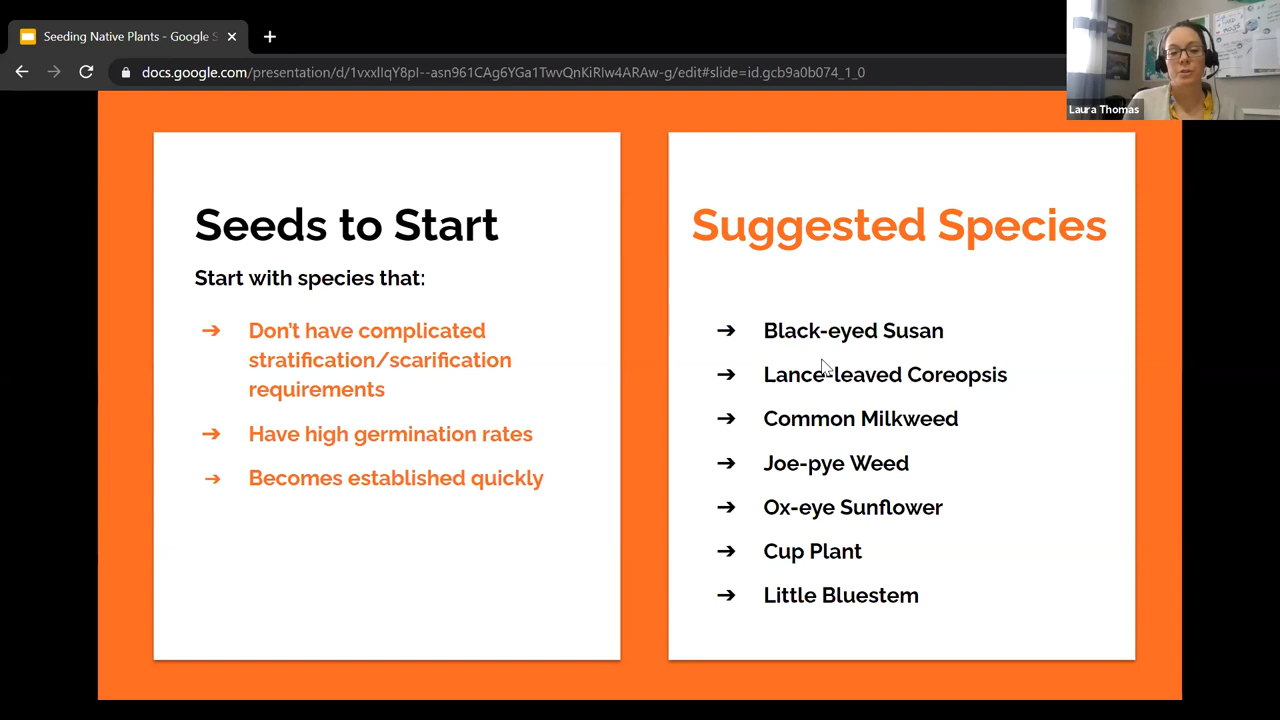 Seeding Native Plants - Google S
docs.google.com/presentation/d/1vxxlIqY8pI--asn961CAg6YGa1TwvQnKiRIw4ARAw-g/edit#slide=id.gcb9a0b074_1_0
Laura Thomas
Seeds to Start
Start with species that:
➔ Don't have complicated
stratification/scarification
requirements
➔ Have high germination rates
➔ Becomes established quickly
Suggested Species
➔ Black-eyed Susan
➔ Lance-leaved Coreopsis
➔ Common Milkweed
➔ Joe-pye Weed
➔ Ox-eye Sunflower
➔ Cup Plant
➔ Little Bluestem